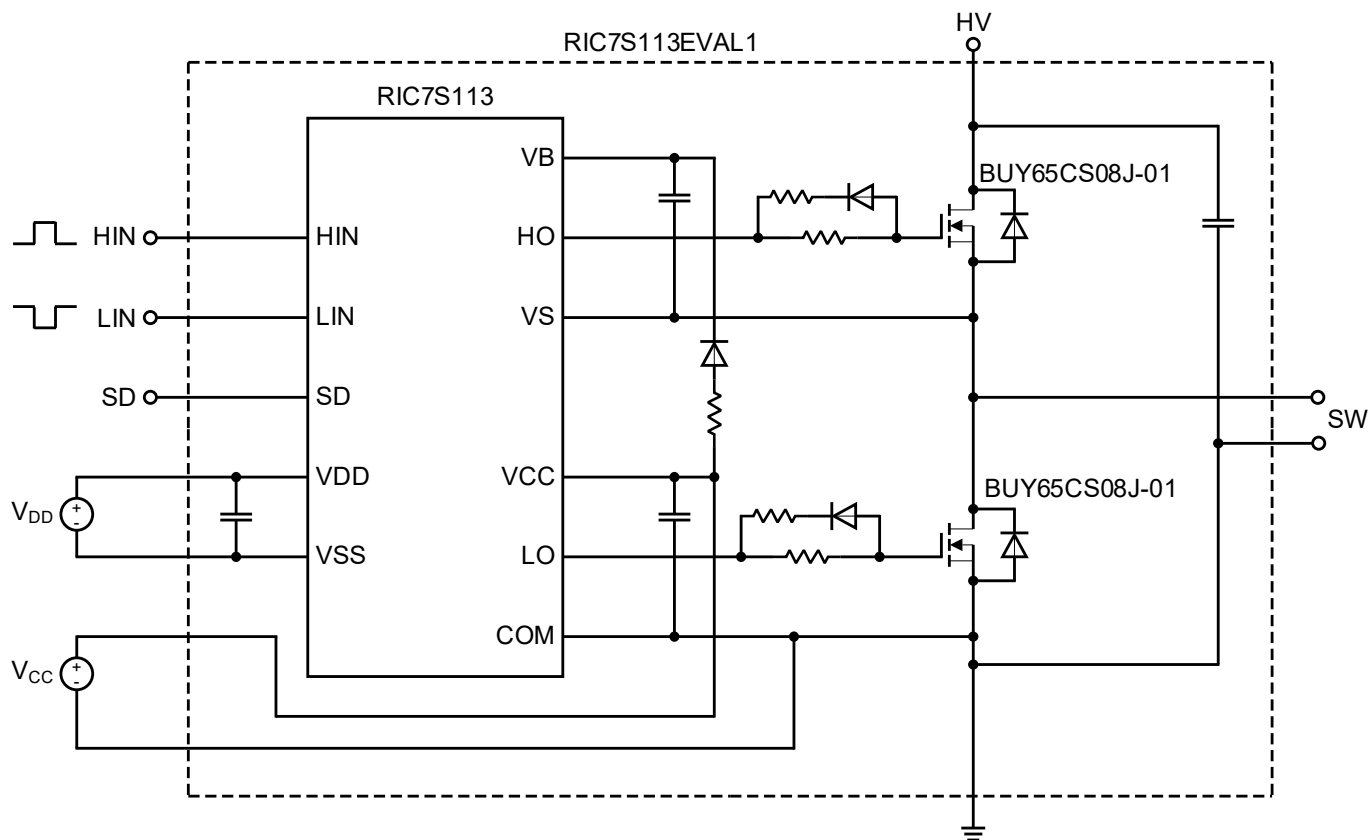 HV
RIC7S113EVAL1
RIC7S113
VB
BUY65CS08J-01
HIN
HIN
HO
LIN
LIN
VS
SD
SD
SW
VDD
VCC
BUY65CS08J-01
VDD
+
-
VSS
LO
COM
VCC
+
-